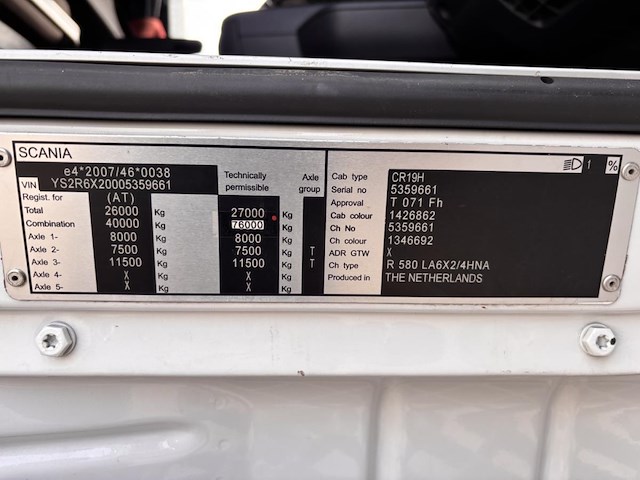 SCANIA
e4*2007/46*0038
VIN YS2R6X20005359661
Technically permissible Axle group
Regist. for (AT)
Total 26000 Kg 27000 Kg
Combination 40000 Kg 76000 Kg
Axle 1- 8000 Kg 8000 Kg
Axle 2- 7500 Kg 7500 Kg T
Axle 3- 11500 Kg 11500 Kg T
Axle 4- X Kg X Kg
Axle 5- X Kg X Kg
1 %
Cab type CR19H
Serial no 5359661
Approval T 071 Fh
Cab colour 1426862
Ch No 5359661
Ch colour 1346692
ADR GTW X
Ch type R 580 LA6X2/4HNA
Produced in THE NETHERLANDS